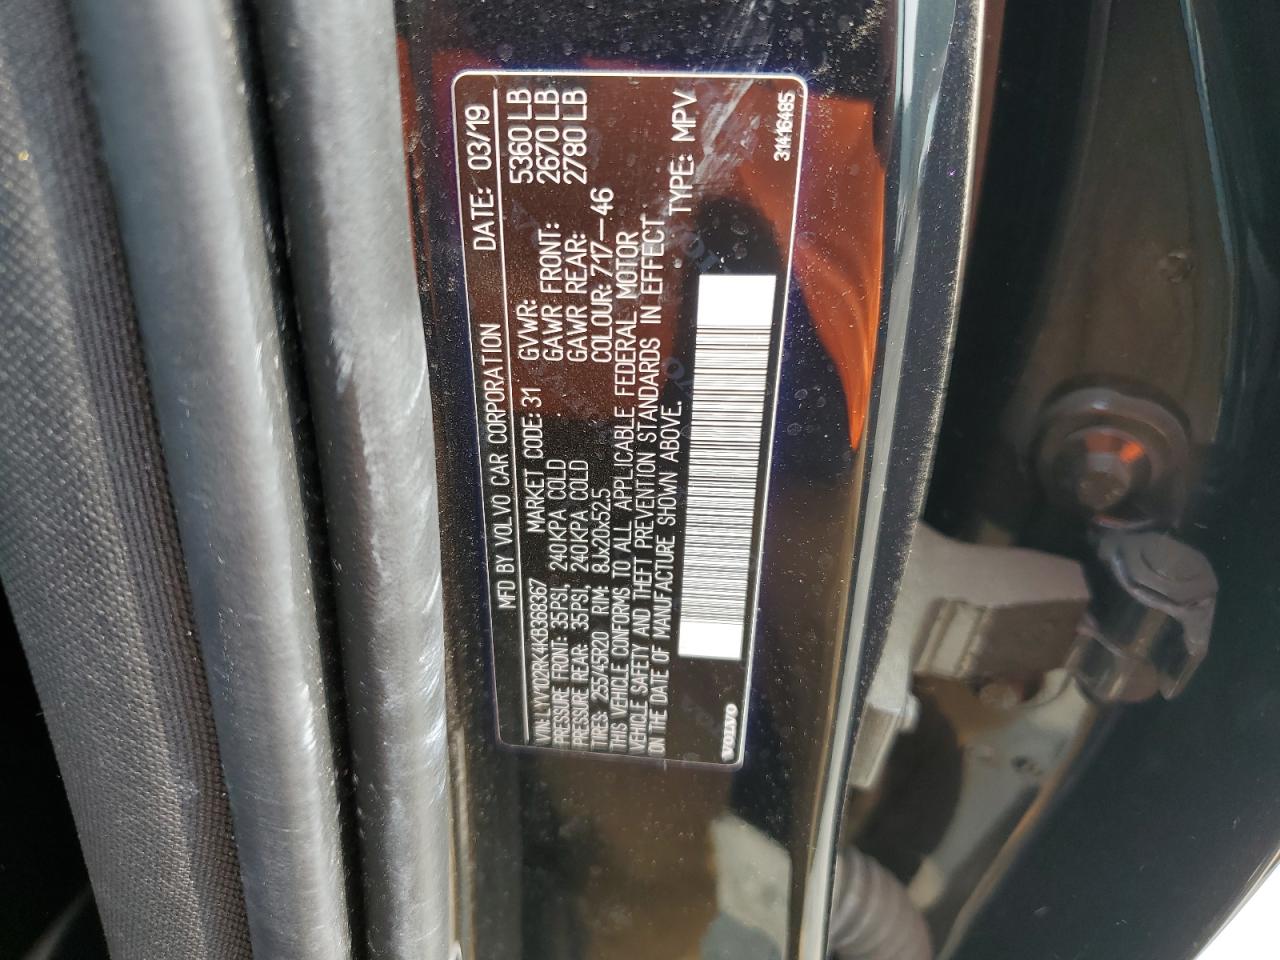 MFD BY VOLVO CAR CORPORATION DATE: 03/19
VIN: LYV102RK4KB368367 MARKET CODE: 31 GVWR: 5360 LB
PRESSURE FRONT: 35PSI, 240KPA COLD GAWR FRONT: 2670 LB
PRESSURE REAR: 35PSI, 240KPA COLD GAWR REAR: 2780 LB
TIRES: 255/45R20 RIM: 8Jx20x52.5 COLOUR: 717-46
THIS VEHICLE CONFORMS TO ALL APPLICABLE FEDERAL MOTOR
VEHICLE SAFETY AND THEFT PREVENTION STANDARDS IN EFFECT
ON THE DATE OF MANUFACTURE SHOWN ABOVE. TYPE: MPV
VOLVO 31416485